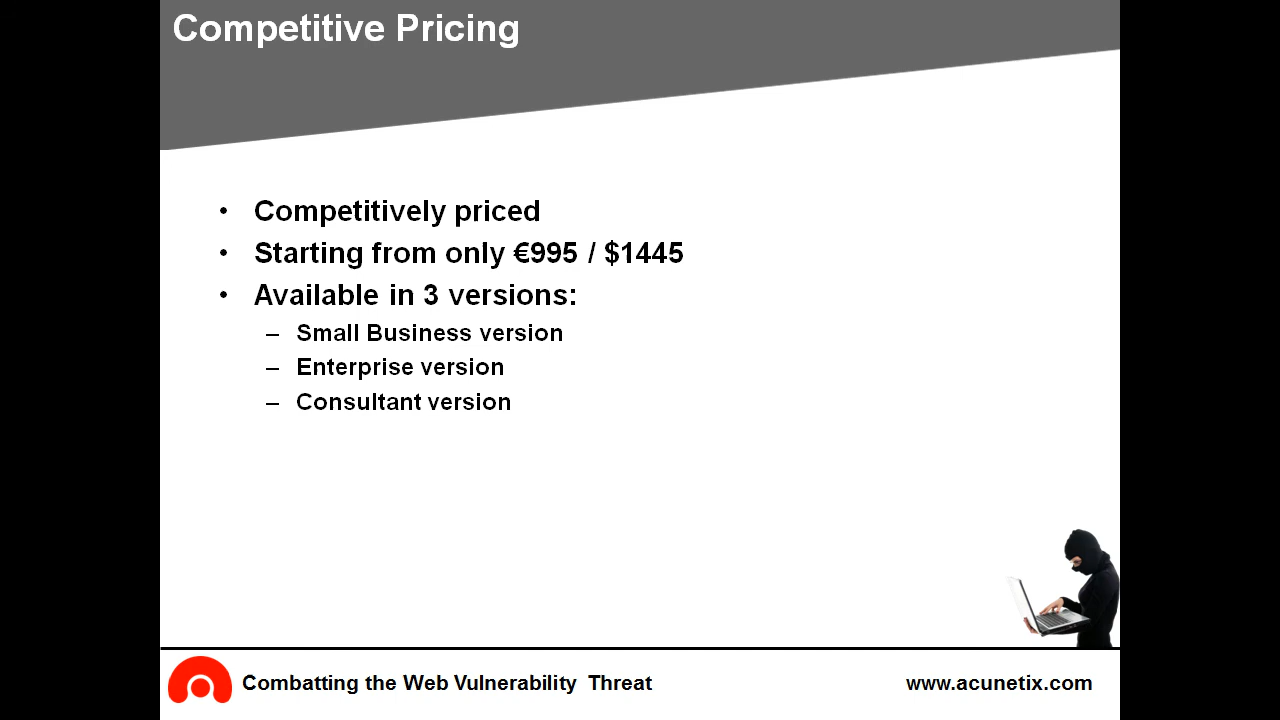 Competitive Pricing
• Competitively priced
• Starting from only €995 / $1445
• Available in 3 versions:
– Small Business version
– Enterprise version
– Consultant version
Combatting the Web Vulnerability Threat
www.acunetix.com